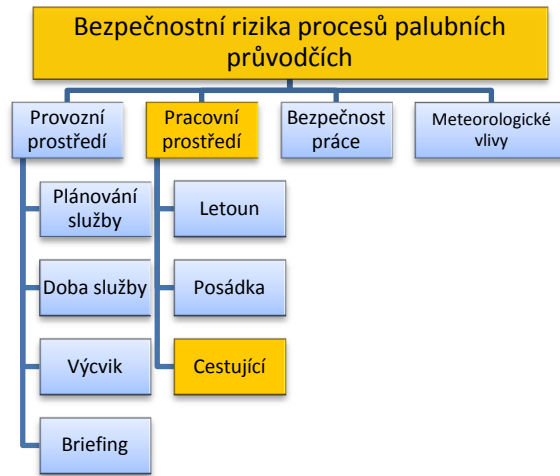 Bezpečnostní rizika procesů palubních
průvodčích
Provozní
prostředí
Pracovní
prostředí
Bezpečnost
práce
Meteorologické
vlivy
Plánování
služby
Letoun
Doba služby
Posádka
Výcvik
Cestující
Briefing